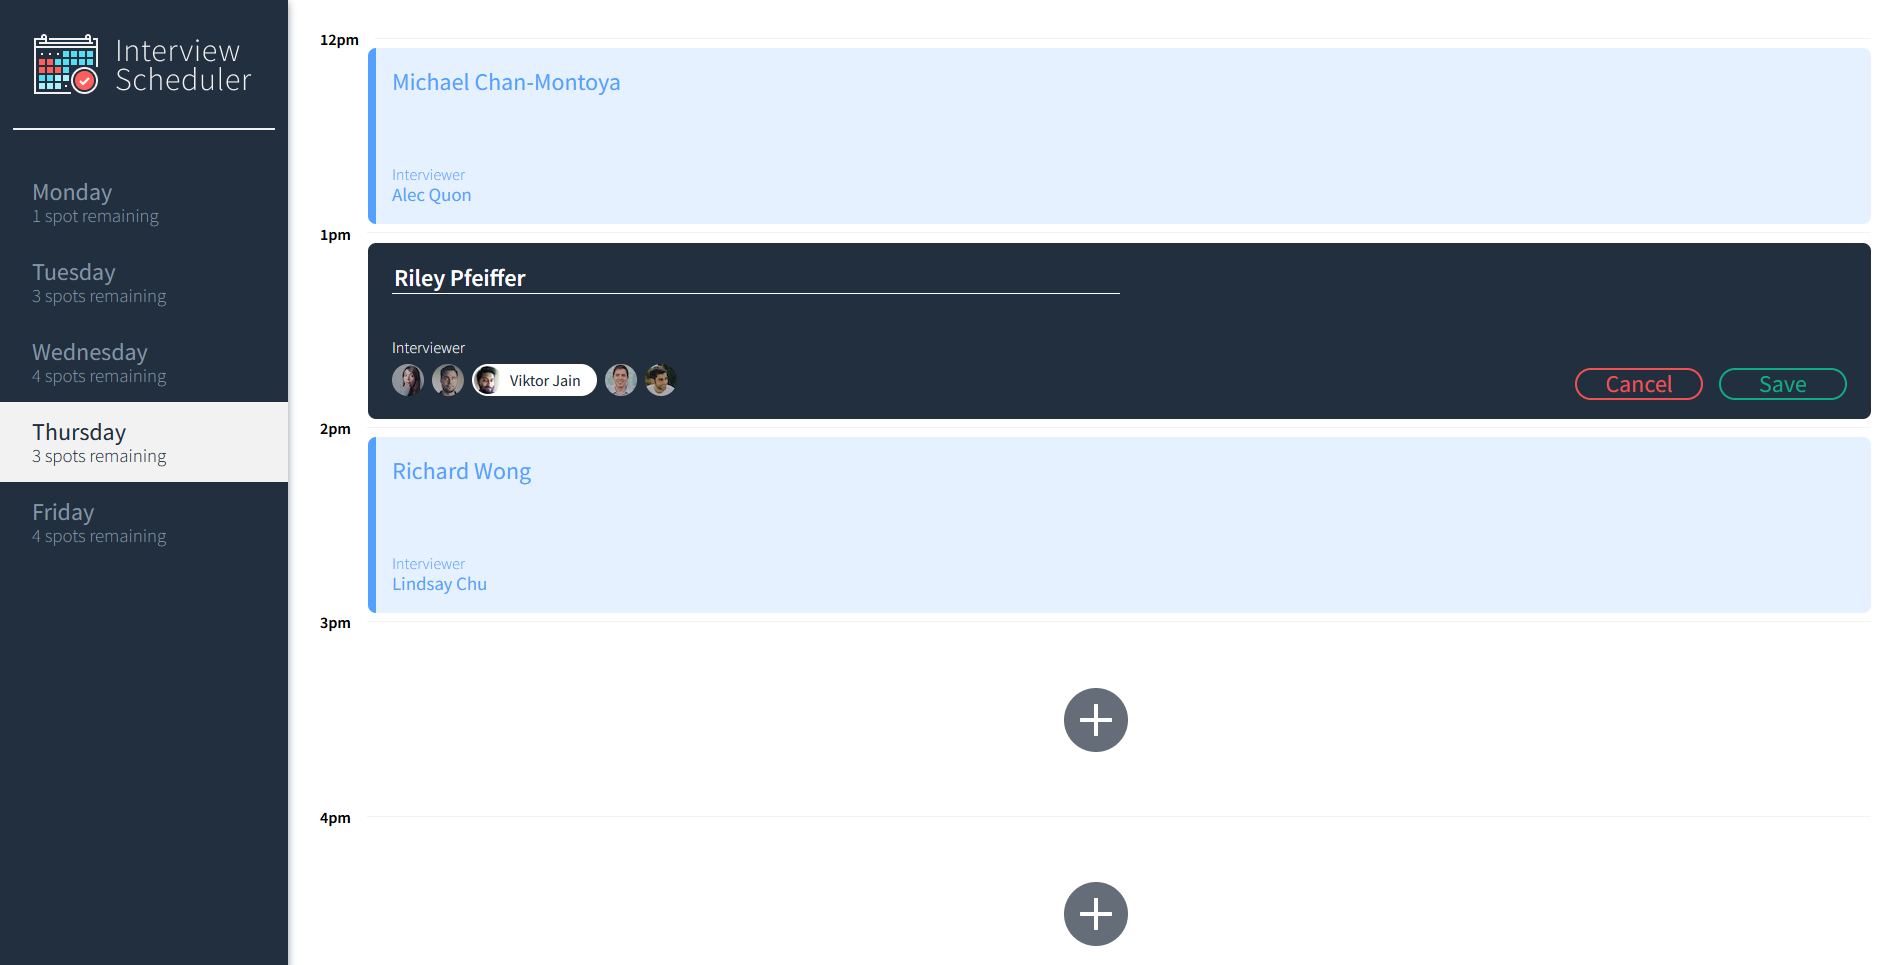 Interview
Scheduler
Monday
1 spot remaining
Tuesday
3 spots remaining
Wednesday
4 spots remaining
Thursday
3 spots remaining
Friday
4 spots remaining
12pm
Michael Chan-Montoya
Interviewer
Alec Quon
1pm
Riley Pfeiffer
Interviewer
Viktor Jain
Cancel
Save
2pm
Richard Wong
Interviewer
Lindsay Chu
3pm
4pm